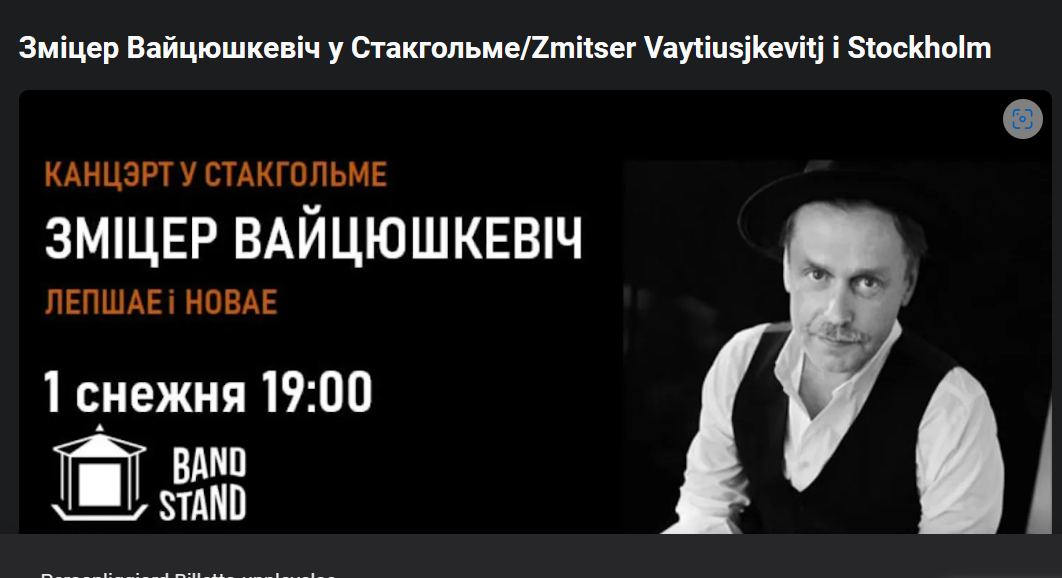 Зміцер Вайцюшкевіч у Стакгольме/Zmitser Vaytiusjkevitj i Stockholm
КАНЦЭРТ У СТАКГОЛЬМЕ
ЗМІЦЕР ВАЙЦЮШКЕВІЧ
ЛЕПШАЕ і НОВАЕ
1 снежня 19:00
BAND
STAND